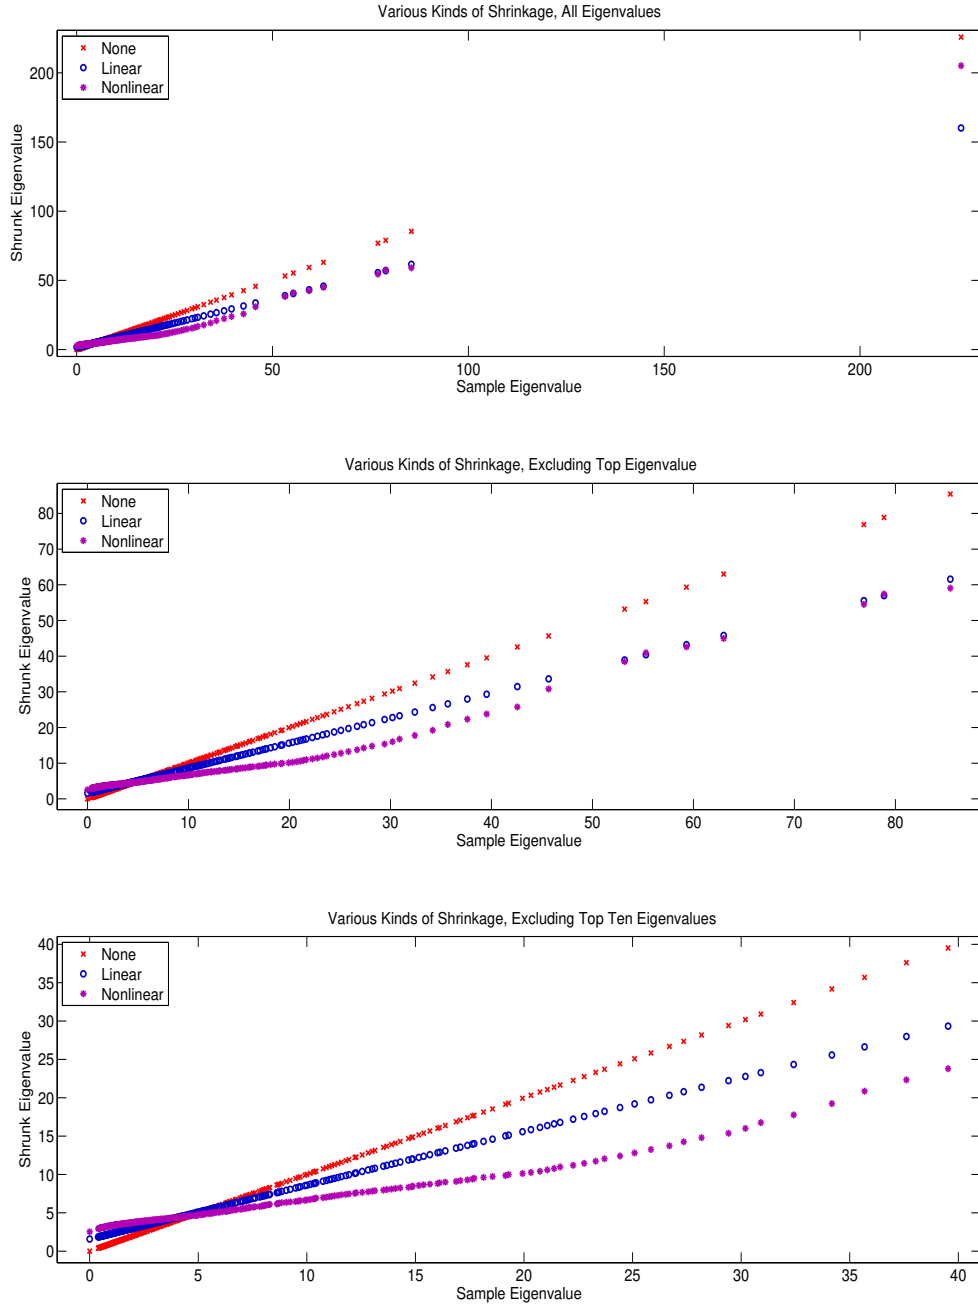 Various Kinds of Shrinkage, All Eigenvalues
None
Linear
Nonlinear
Shrunk Eigenvalue
200
150
100
50
0
0 50 100 150 200
Sample Eigenvalue
Various Kinds of Shrinkage, Excluding Top Eigenvalue
None
Linear
Nonlinear
Shrunk Eigenvalue
80
70
60
50
40
30
20
10
0
0 10 20 30 40 50 60 70 80
Sample Eigenvalue
Various Kinds of Shrinkage, Excluding Top Ten Eigenvalues
None
Linear
Nonlinear
Shrunk Eigenvalue
40
35
30
25
20
15
10
5
0
0 5 10 15 20 25 30 35 40
Sample Eigenvalue